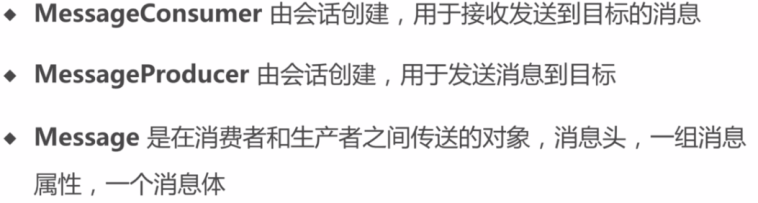 ◆ MessageConsumer 由会话创建，用于接收发送到目标的消息
◆ MessageProducer 由会话创建，用于发送消息到目标
◆ Message 是在消费者和生产者之间传送的对象，消息头，一组消息
属性，一个消息体